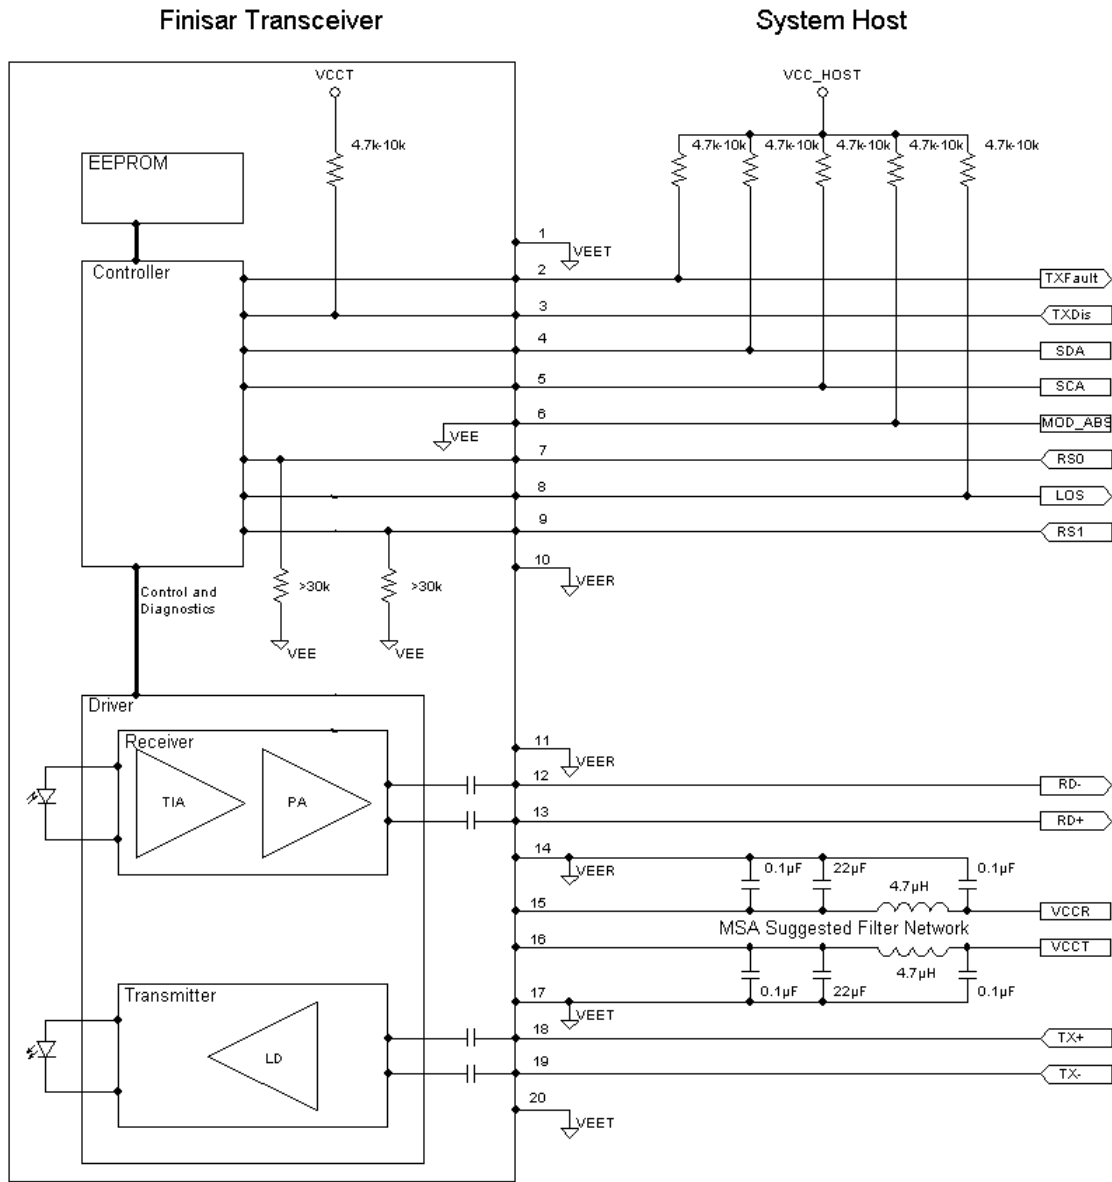 Finisar Transceiver
System Host
VCCT
VCC_HOST
4.7k-10k
4.7k-10k
4.7k-10k
4.7k-10k
4.7k-10k
4.7k-10k
EEPROM
Controller
1
VEET
2
TXFault
3
TXDis
4
SDA
5
SCA
6
VEE
MOD_ABS
7
RS0
8
LOS
9
RS1
10
VEER
>30k
>30k
Control and
Diagnostics
VEE
VEE
Driver
Receiver
TIA
PA
11
VEER
12
RD-
13
RD+
14
VEER
0.1µF
22µF
4.7µH
0.1µF
15
VCCR
MSA Suggested Filter Network
16
VCCT
4.7µH
0.1µF
22µF
0.1µF
17
VEET
Transmitter
LD
18
TX+
19
TX-
20
VEET